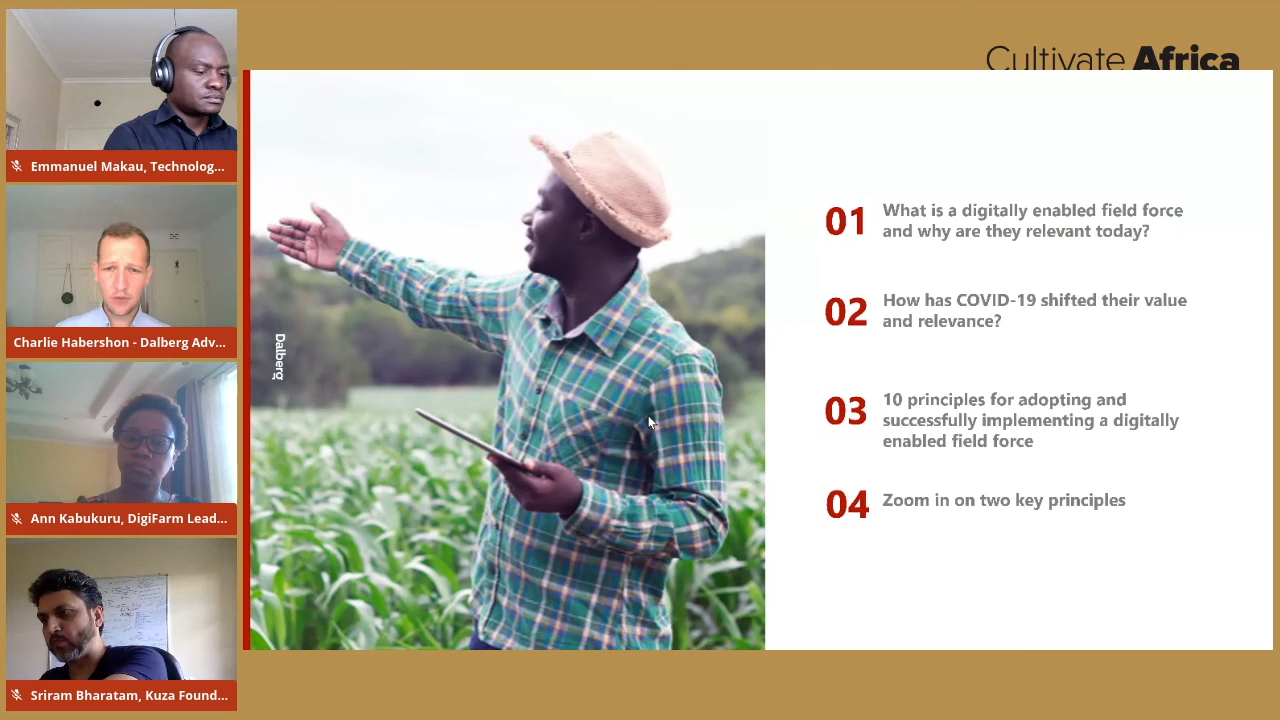 Cultivate Africa
Emmanuel Makau, Technolog...
Charlie Habershon - Dalberg Adv...
Ann Kabukuru, DigiFarm Lead...
Sriram Bharatam, Kuza Found...
Dalberg
01 What is a digitally enabled field force
and why are they relevant today?
02 How has COVID-19 shifted their value
and relevance?
03 10 principles for adopting and
successfully implementing a digitally
enabled field force
04 Zoom in on two key principles